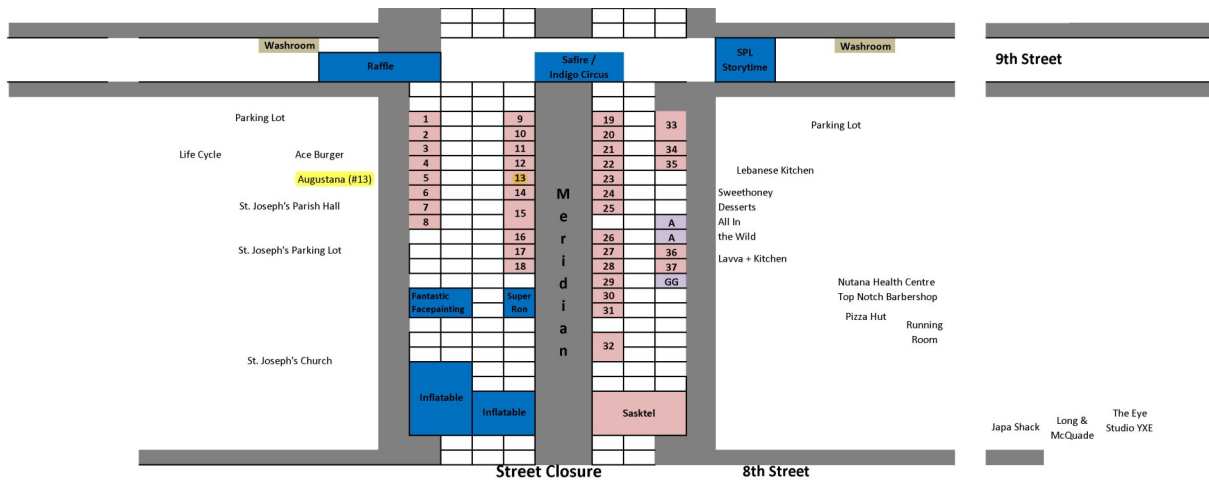 Washroom
Washroom
Raffle
Safire /
Indigo Circus
SPL
Storytime
9th Street
Parking Lot
1
9
19
33
Parking Lot
2
10
20
Life Cycle
Ace Burger
3
11
21
34
4
12
22
35
Lebanese Kitchen
Augustana (#13)
5
13
23
6
14
24
Sweethoney
Desserts
St. Joseph's Parish Hall
7
15
25
8
A
All In
the Wild
16
26
A
St. Joseph's Parking Lot
17
27
36
Lavva + Kitchen
18
28
37
29
GG
Nutana Health Centre
Top Notch Barbershop
Fantastic
Facepainting
Super
Ron
30
31
Pizza Hut
Running
Room
Meridian
32
St. Joseph's Church
Inflatable
Inflatable
Sasktel
Japa Shack
Long &
McQuade
The Eye
Studio YXE
Street Closure
8th Street